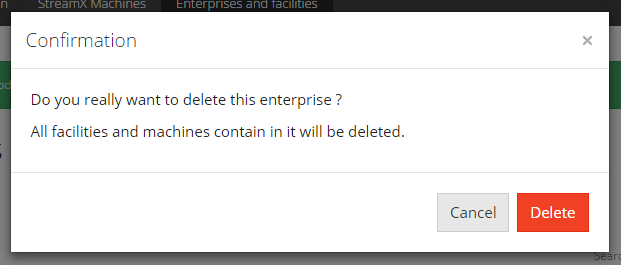 StreamX Machines Enterprises and facilities
Confirmation ×
Do you really want to delete this enterprise ?
All facilities and machines contain in it will be deleted.
Cancel Delete